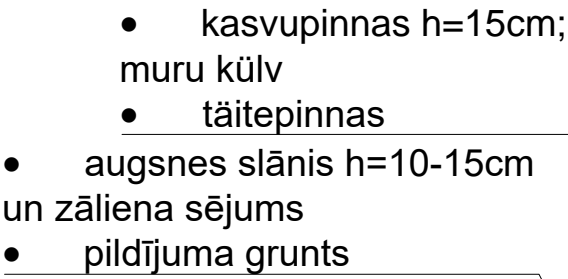 • kasvupinnas h=15cm;
muru külv
• täitepinnas
• augsnes slānis h=10-15cm
un zāliena sējums
• pildījuma grunts